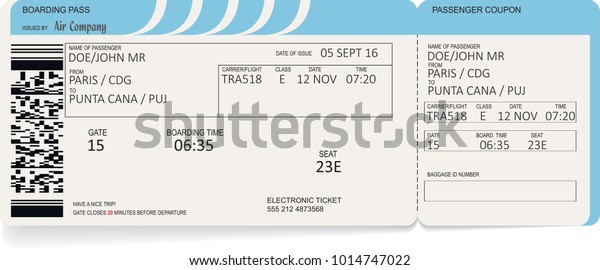 BOARDING PASS
ISSUED BY Air Company
NAME OF PASSENGER
DOE/JOHN MR
DATE OF ISSUE 05 SEPT 16
FROM
PARIS / CDG
TO
PUNTA CANA / PUJ
CARRIER/FLIGHT CLASS DATE TIME
TRA518 E 12 NOV 07:20
GATE BOARDING TIME
15 06:35
SEAT
23E
ELECTRONIC TICKET
555 212 4873568
HAVE A NICE TRIP!
GATE CLOSES 20 MINUTES BEFORE DEPARTURE
PASSENGER COUPON
NAME OF PASSENGER
DOE/JOHN MR
FROM
PARIS / CDG
TO
PUNTA CANA / PUJ
CARRIER/FLIGHT CLASS DATE TIME
TRA518 E 12 NOV 07:20
GATE BOARD. TIME SEAT
15 06:35 23E
BAGGAGE ID NUMBER
shutterstock
shutterstock.com · 1014747022